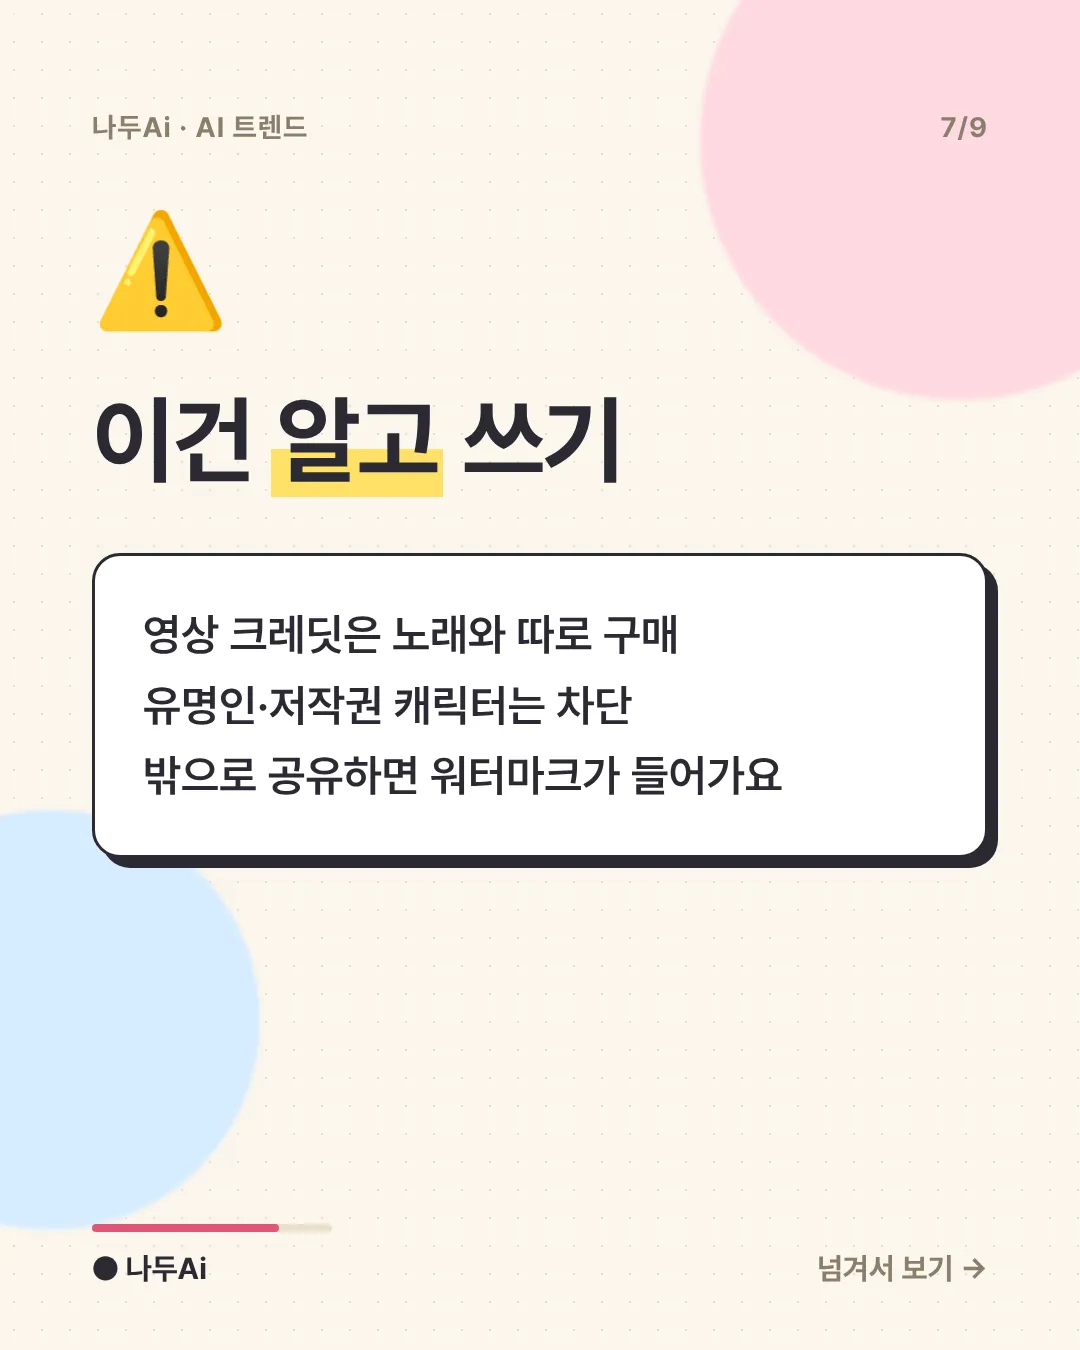 나두Ai · AI 트렌드
7/9
이건 알고 쓰기
영상 크레딧은 노래와 따로 구매
유명인·저작권 캐릭터는 차단
밖으로 공유하면 워터마크가 들어가요
나두Ai
넘겨서 보기 →